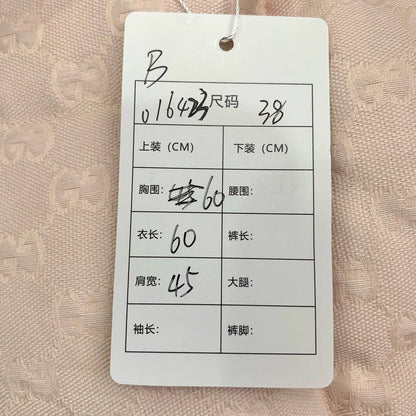 B
016423 尺码 38
上装（CM） 下装（CM）
胸围： 60 腰围：
衣长： 60 裤长：
肩宽： 45 大腿：
袖长： 裤脚：